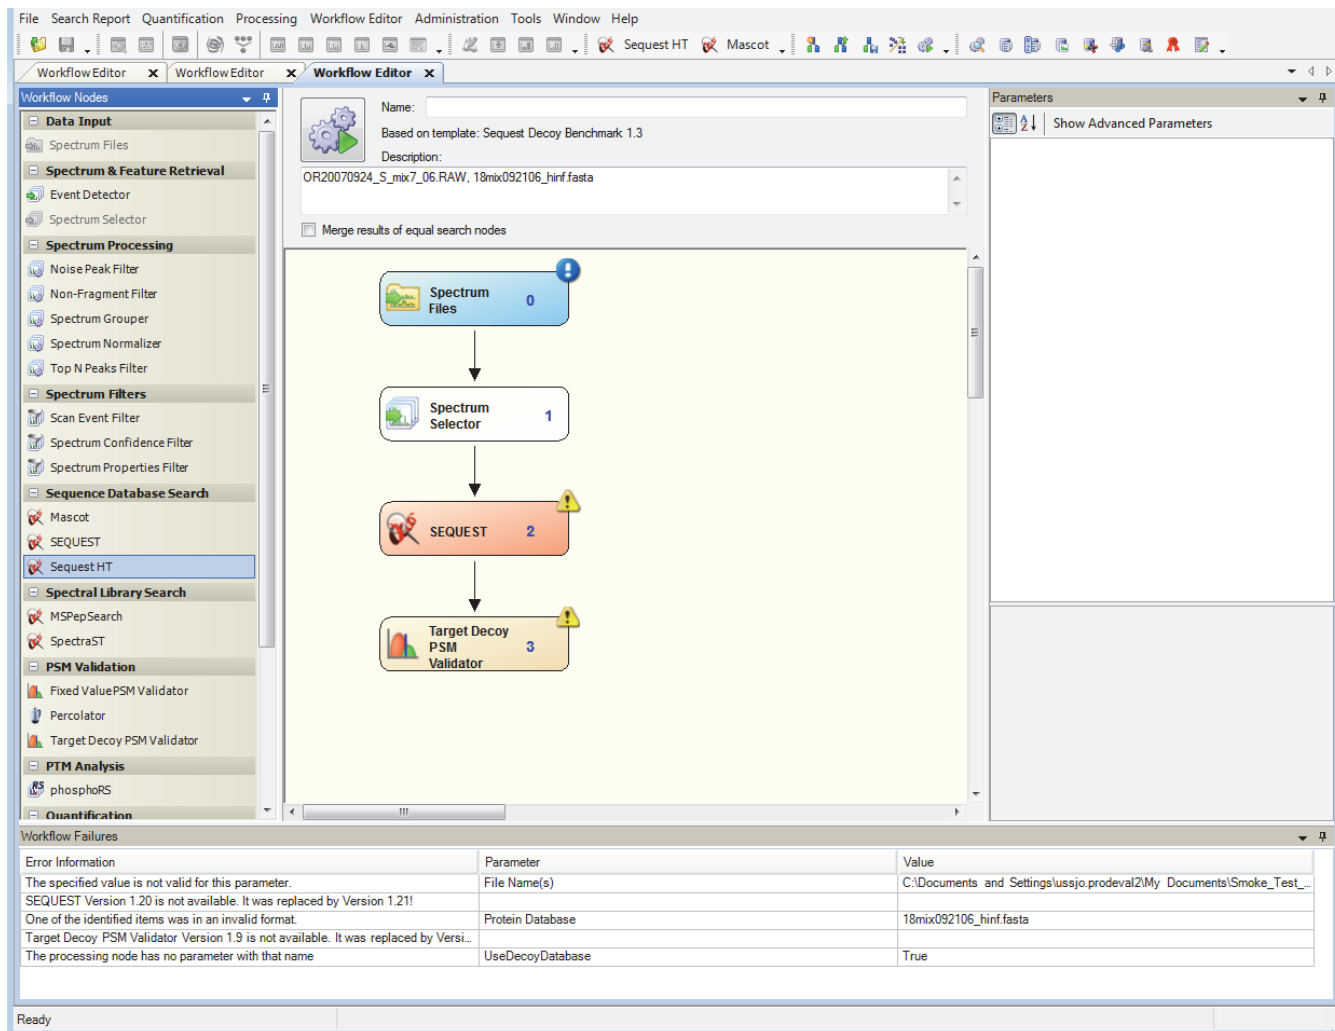 File Search Report Quantification Processing Workflow Editor Administration Tools Window Help
Sequest HT Mascot
Workflow Editor x Workflow Editor x Workflow Editor x
Workflow Nodes
Data Input
Spectrum Files
Spectrum & Feature Retrieval
Event Detector
Spectrum Selector
Spectrum Processing
Noise Peak Filter
Non-Fragment Filter
Spectrum Grouper
Spectrum Normalizer
Top N Peaks Filter
Spectrum Filters
Scan Event Filter
Spectrum Confidence Filter
Spectrum Properties Filter
Sequence Database Search
Mascot
SEQUEST
Sequest HT
Spectral Library Search
MSPepSearch
SpectraST
PSM Validation
Fixed Value PSM Validator
Percolator
Target Decoy PSM Validator
PTM Analysis
phosphoRS
Quantification
Name:
Based on template: Sequest Decoy Benchmark 1.3
Description:
OR20070924_S_mix7_06.RAW, 18mix092106_hinf.fasta
Merge results of equal search nodes
Spectrum
Files 0
Spectrum
Selector 1
SEQUEST 2
Target Decoy
PSM 3
Validator
Parameters
Show Advanced Parameters
Workflow Failures
Error Information Parameter Value
The specified value is not valid for this parameter. File Name(s) C:\Documents and Settings\ussjo.prodeval2\My Documents\Smoke_Test_...
SEQUEST Version 1.20 is not available. It was replaced by Version 1.21!
One of the identified items was in an invalid format. Protein Database 18mix092106_hinf.fasta
Target Decoy PSM Validator Version 1.9 is not available. It was replaced by Versi...
The processing node has no parameter with that name UseDecoyDatabase True
Ready